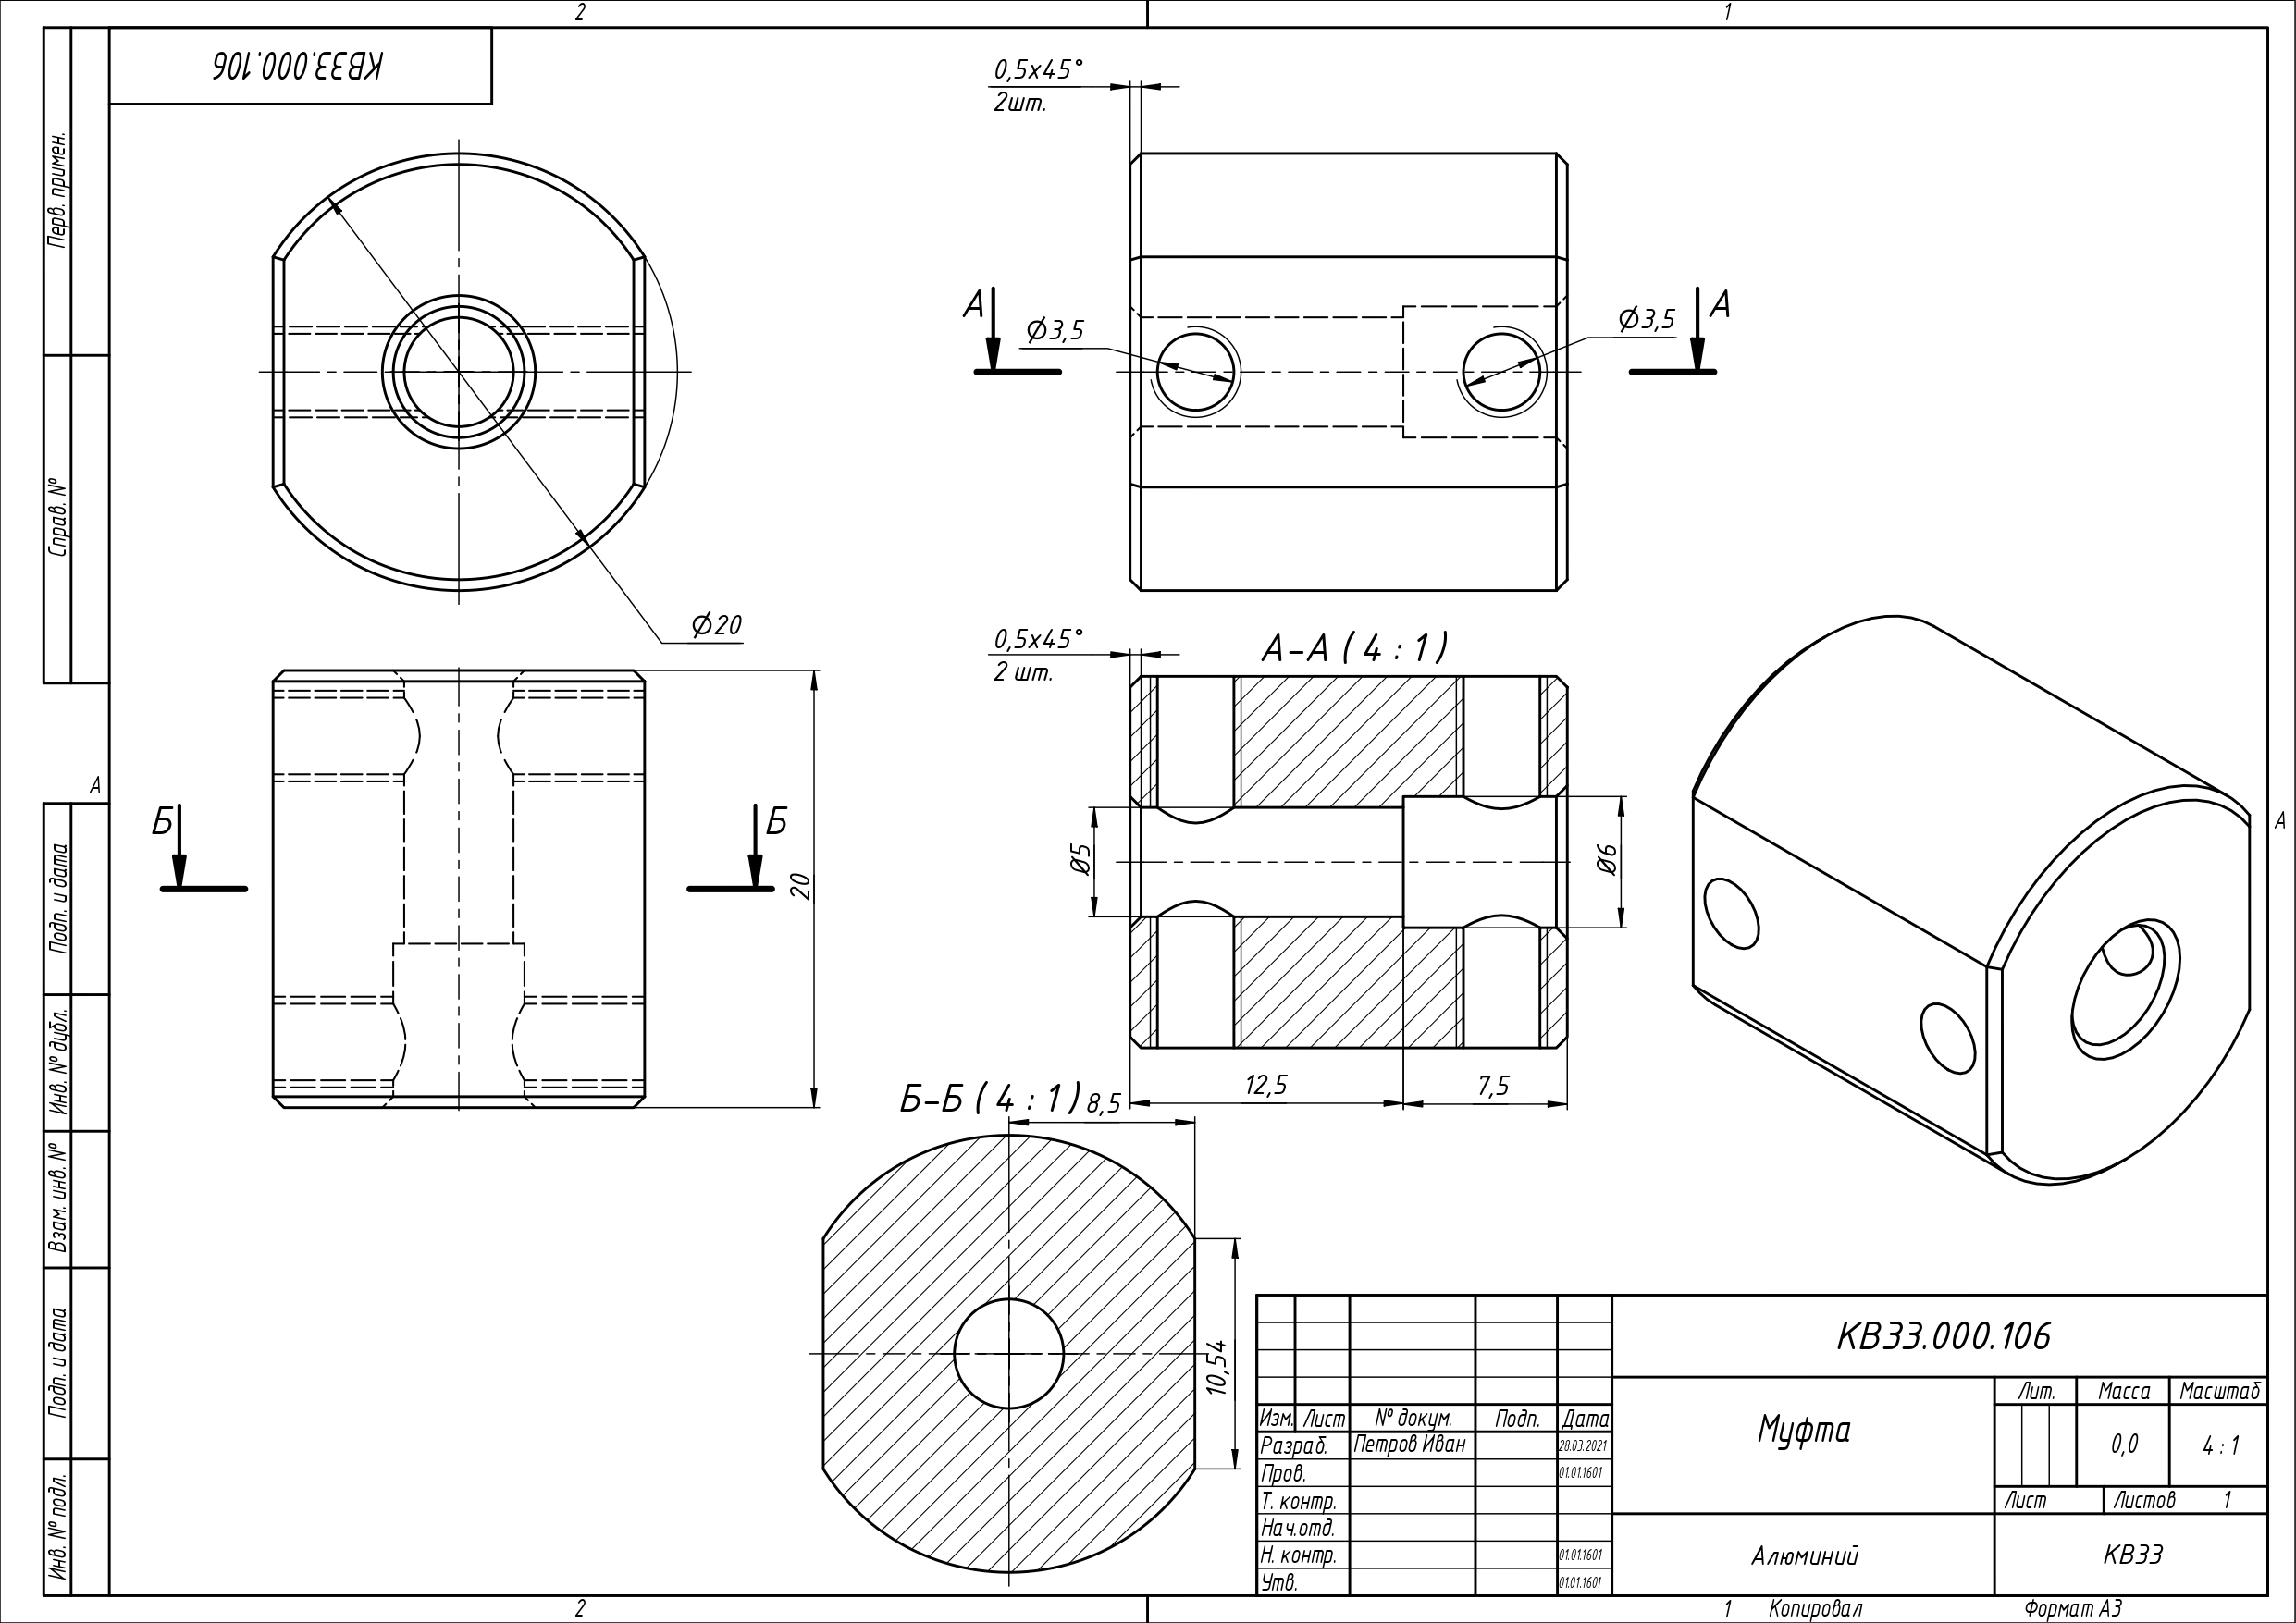 2
1
КВ33.000.106
Перв. примен.
Справ. №
Подп. и дата
Инв. № дубл.
Взам. инв. №
Подп. и дата
Инв. № подл.
А
А
0,5х45°
2шт.
Ø20
А
А
Ø3,5
Ø3,5
0,5х45°
2 шт.
А-А ( 4 : 1 )
Ø5
Ø6
12,5
7,5
Б
Б
20
Б-Б ( 4 : 1 )
8,5
10,54
КВ33.000.106
Лит. Масса Масштаб
Муфта
0,0 4 : 1
Лист Листов 1
Алюминий
КВ33
Изм. Лист № докум. Подп. Дата
Разраб. Петров Иван 28.03.2021
Пров. 01.01.1601
Т. контр.
Нач.отд.
Н. контр. 01.01.1601
Утв. 01.01.1601
2
1 Копировал Формат А3